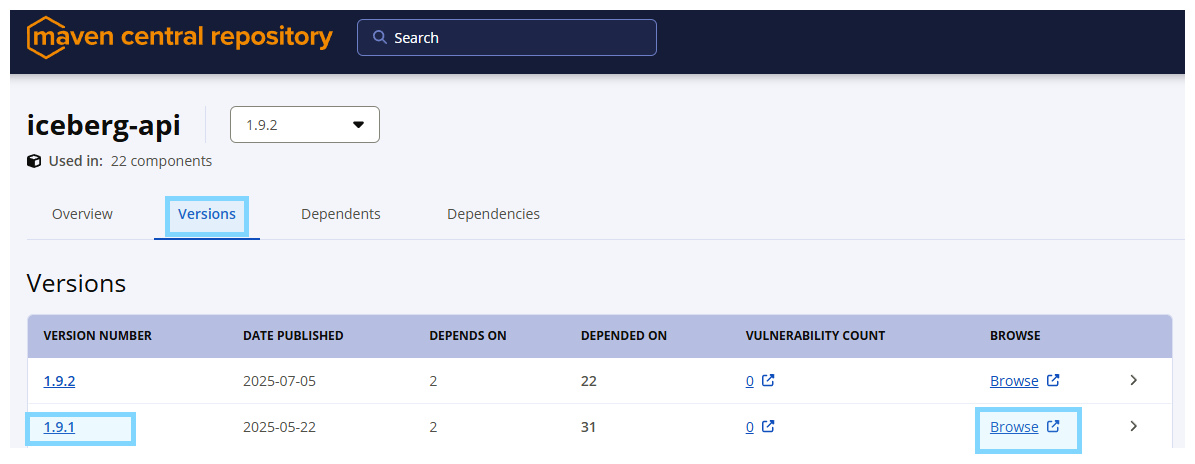 maven central repository Search
iceberg-api 1.9.2
Used in: 22 components
Overview Versions Dependents Dependencies
Versions
VERSION NUMBER DATE PUBLISHED DEPENDS ON DEPENDED ON VULNERABILITY COUNT BROWSE
1.9.2 2025-07-05 2 22 0 Browse
1.9.1 2025-05-22 2 31 0 Browse